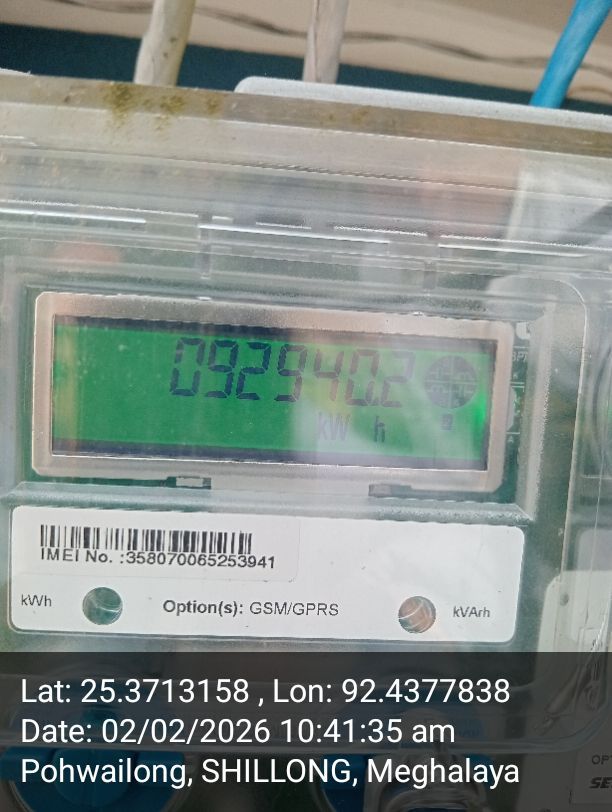 092940.2
kW h
IMEI No. :358070065253941
kWh
Option(s): GSM/GPRS
kVArh
Lat: 25.3713158 , Lon: 92.4377838
Date: 02/02/2026 10:41:35 am
Pohwailong, SHILLONG, Meghalaya